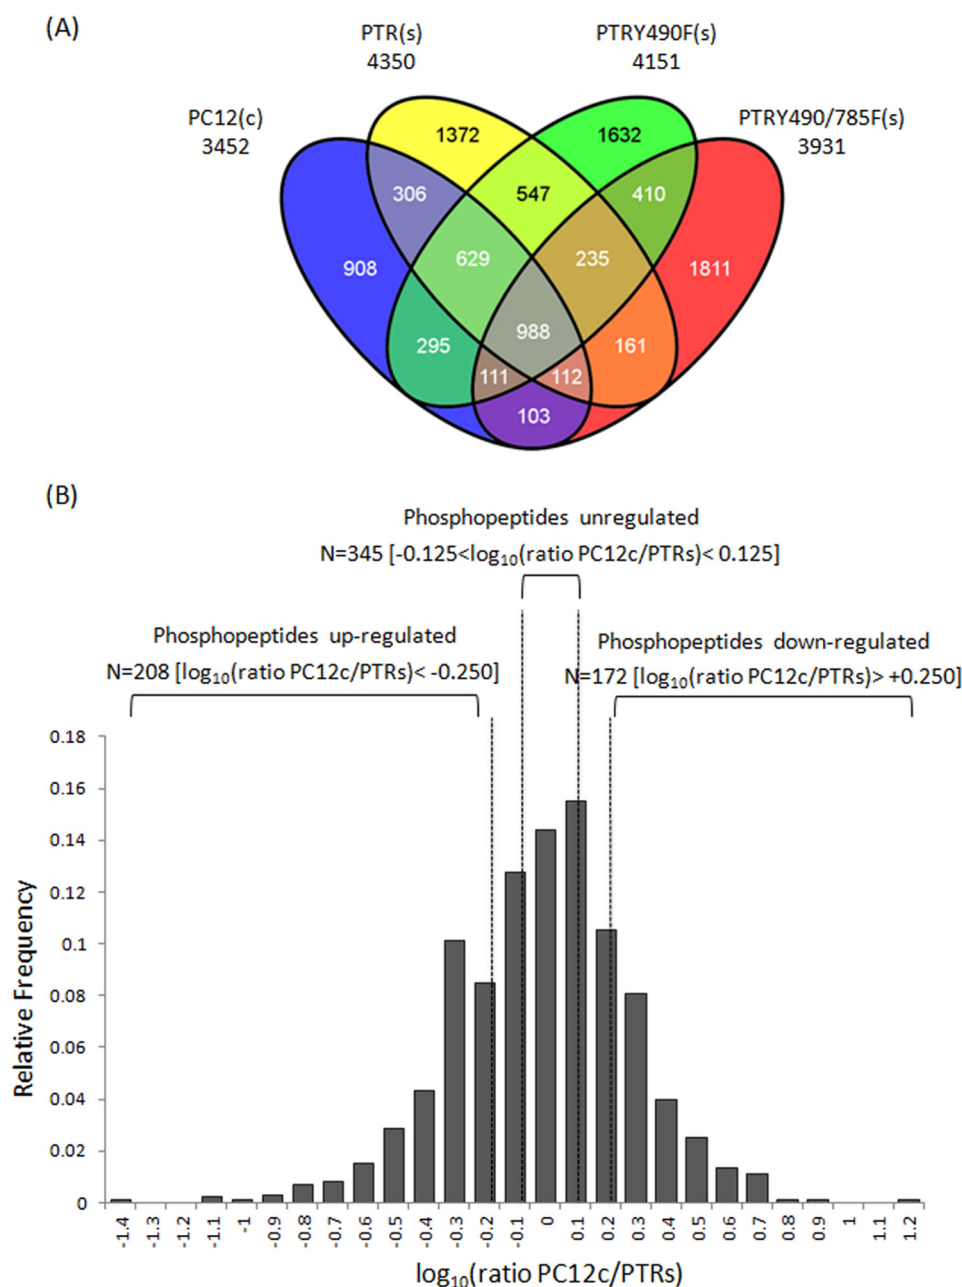 (A)
PTR(s)
4350
PTRY490F(s)
4151
PC12(c)
3452
PTRY490/785F(s)
3931
1372
1632
306
547
410
908
629
235
1811
295
988
161
111
112
103
(B)
Phosphopeptides unregulated
N=345 [-0.125<log₁₀(ratio PC12c/PTRs)< 0.125]
Phosphopeptides up-regulated
N=208 [log₁₀(ratio PC12c/PTRs)< -0.250]
Phosphopeptides down-regulated
N=172 [log₁₀(ratio PC12c/PTRs)> +0.250]
0.18
0.16
0.14
0.12
0.1
0.08
0.06
0.04
0.02
0
Relative Frequency
-1.4 -1.3 -1.2 -1.1 -1 -0.9 -0.8 -0.7 -0.6 -0.5 -0.4 -0.3 -0.2 -0.1 0 0.1 0.2 0.3 0.4 0.5 0.6 0.7 0.8 0.9 1 1.1 1.2
log₁₀(ratio PC12c/PTRs)